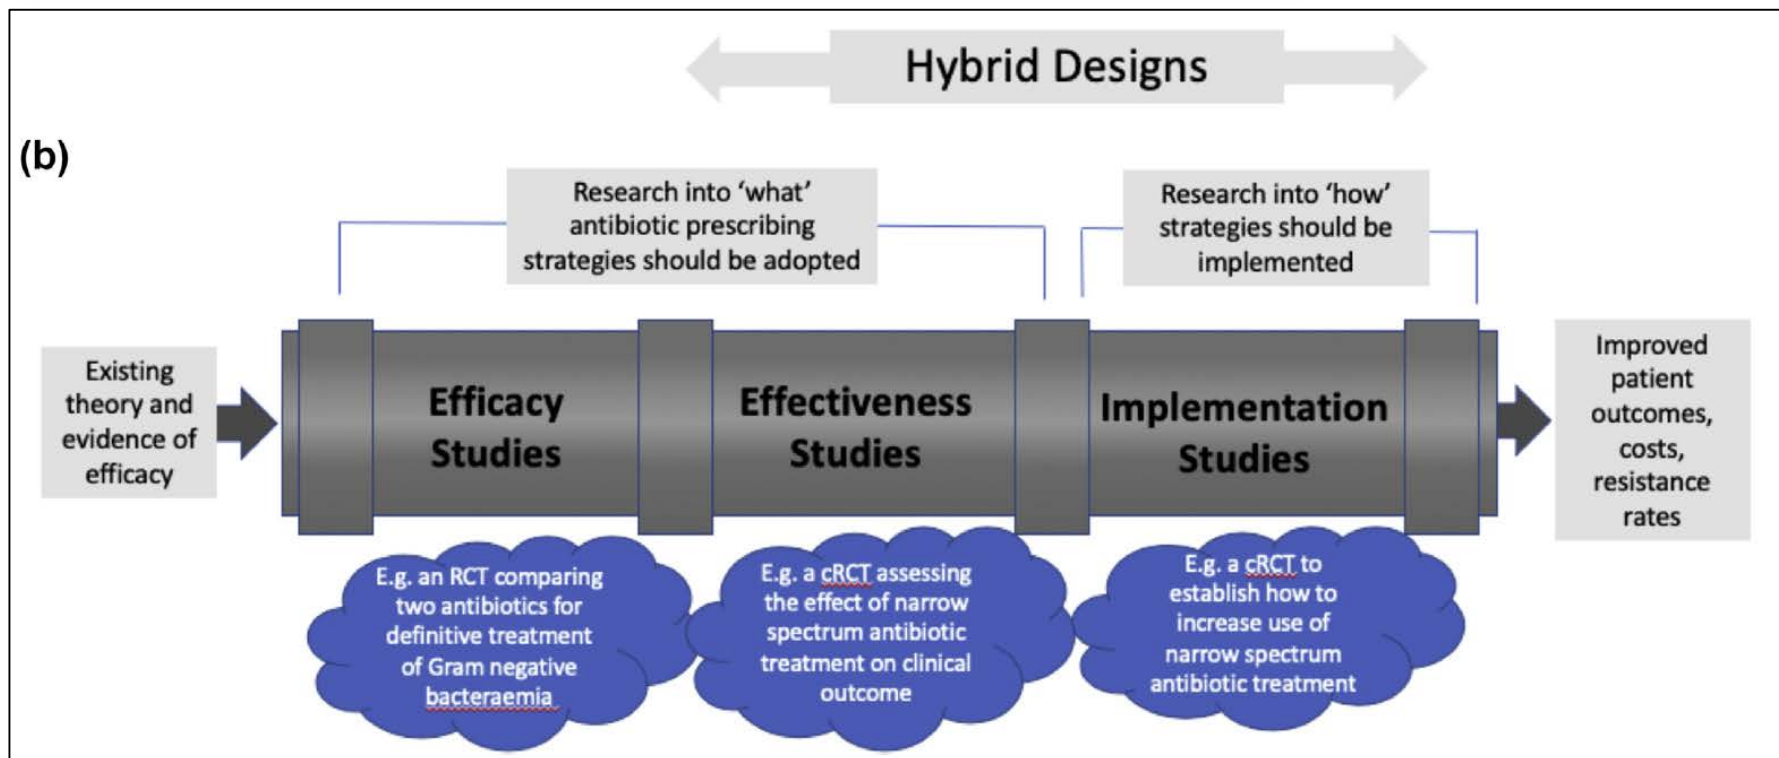 Hybrid Designs
(b)
Research into ‘what’
antibiotic prescribing
strategies should be adopted
Research into ‘how’
strategies should be
implemented
Existing
theory and
evidence of
efficacy
Efficacy
Studies
Effectiveness
Studies
Implementation
Studies
Improved
patient
outcomes,
costs,
resistance
rates
E.g. an RCT comparing
two antibiotics for
definitive treatment
of Gram negative
bacteraemia
E.g. a cRCT assessing
the effect of narrow
spectrum antibiotic
treatment on clinical
outcome
E.g. a cRCT to
establish how to
increase use of
narrow spectrum
antibiotic treatment